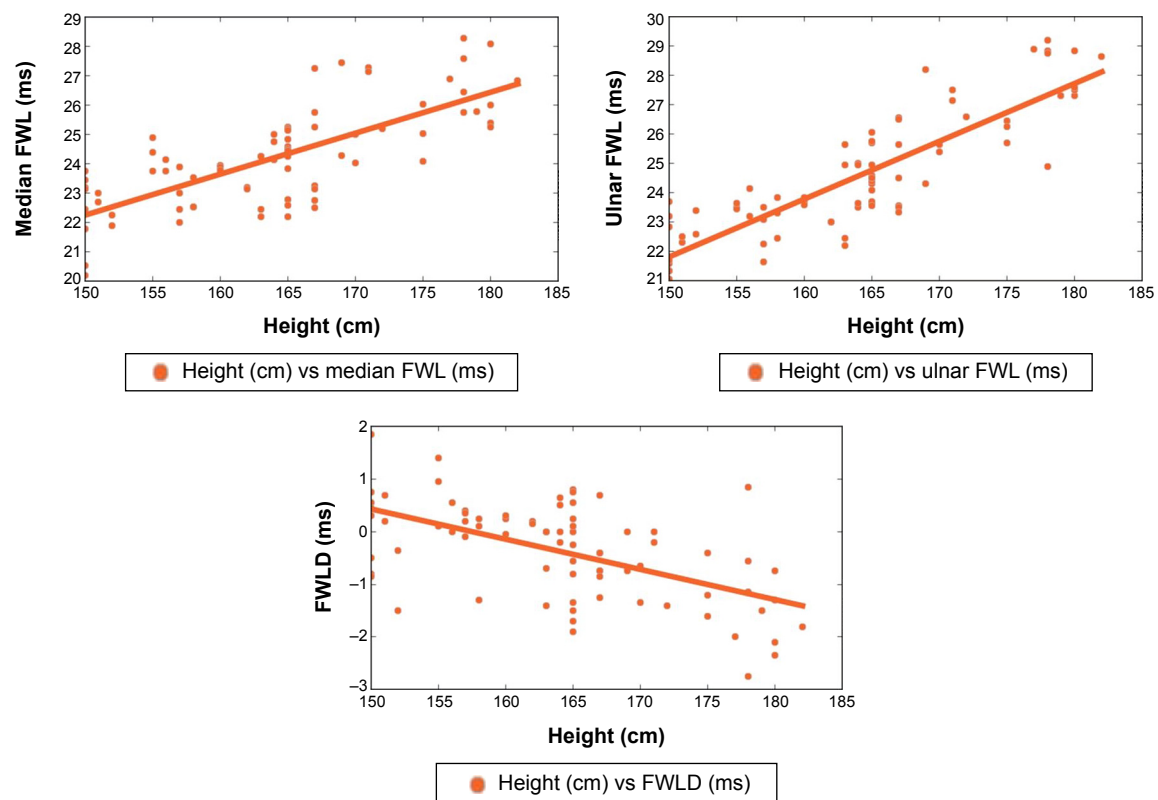 29
28
27
26
25
24
23
22
21
20
150 155 160 165 170 175 180 185
Median FWL (ms)
Height (cm)
Height (cm) vs median FWL (ms)
30
29
28
27
26
25
24
23
22
21
150 155 160 165 170 175 180 185
Ulnar FWL (ms)
Height (cm)
Height (cm) vs ulnar FWL (ms)
2
1
0
–1
–2
–3
150 155 160 165 170 175 180 185
FWLD (ms)
Height (cm)
Height (cm) vs FWLD (ms)